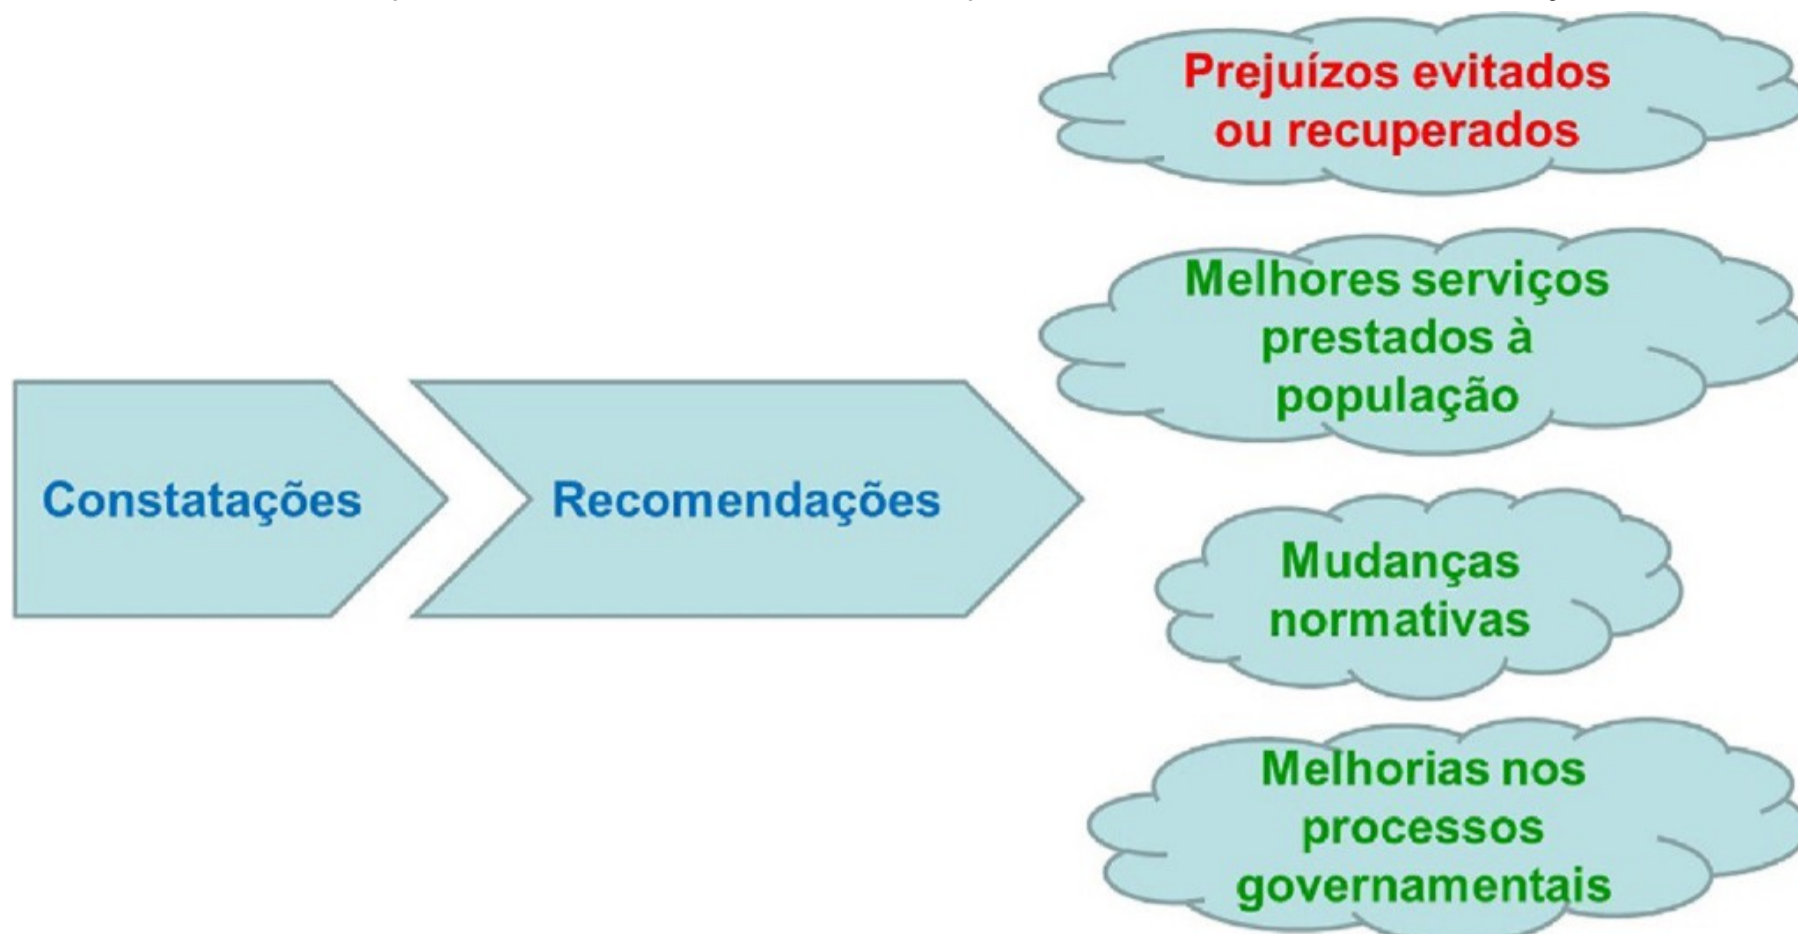 Constatações
Recomendações
Prejuízos evitados
ou recuperados
Melhores serviços
prestados à
população
Mudanças
normativas
Melhorias nos
processos
governamentais